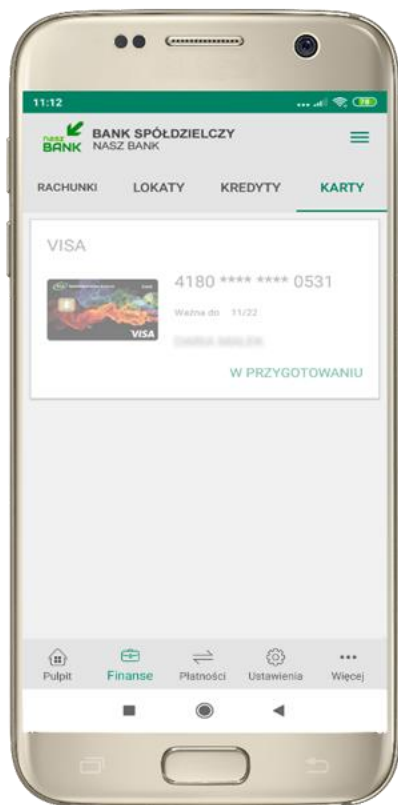 11:12
nasz BANK
BANK SPÓŁDZIELCZY
NASZ BANK
RACHUNKI LOKATY KREDYTY KARTY
VISA
4180 **** **** 0531
Ważna do 11/22
VISA
W PRZYGOTOWANIU
Pulpit Finanse Płatności Ustawienia Więcej